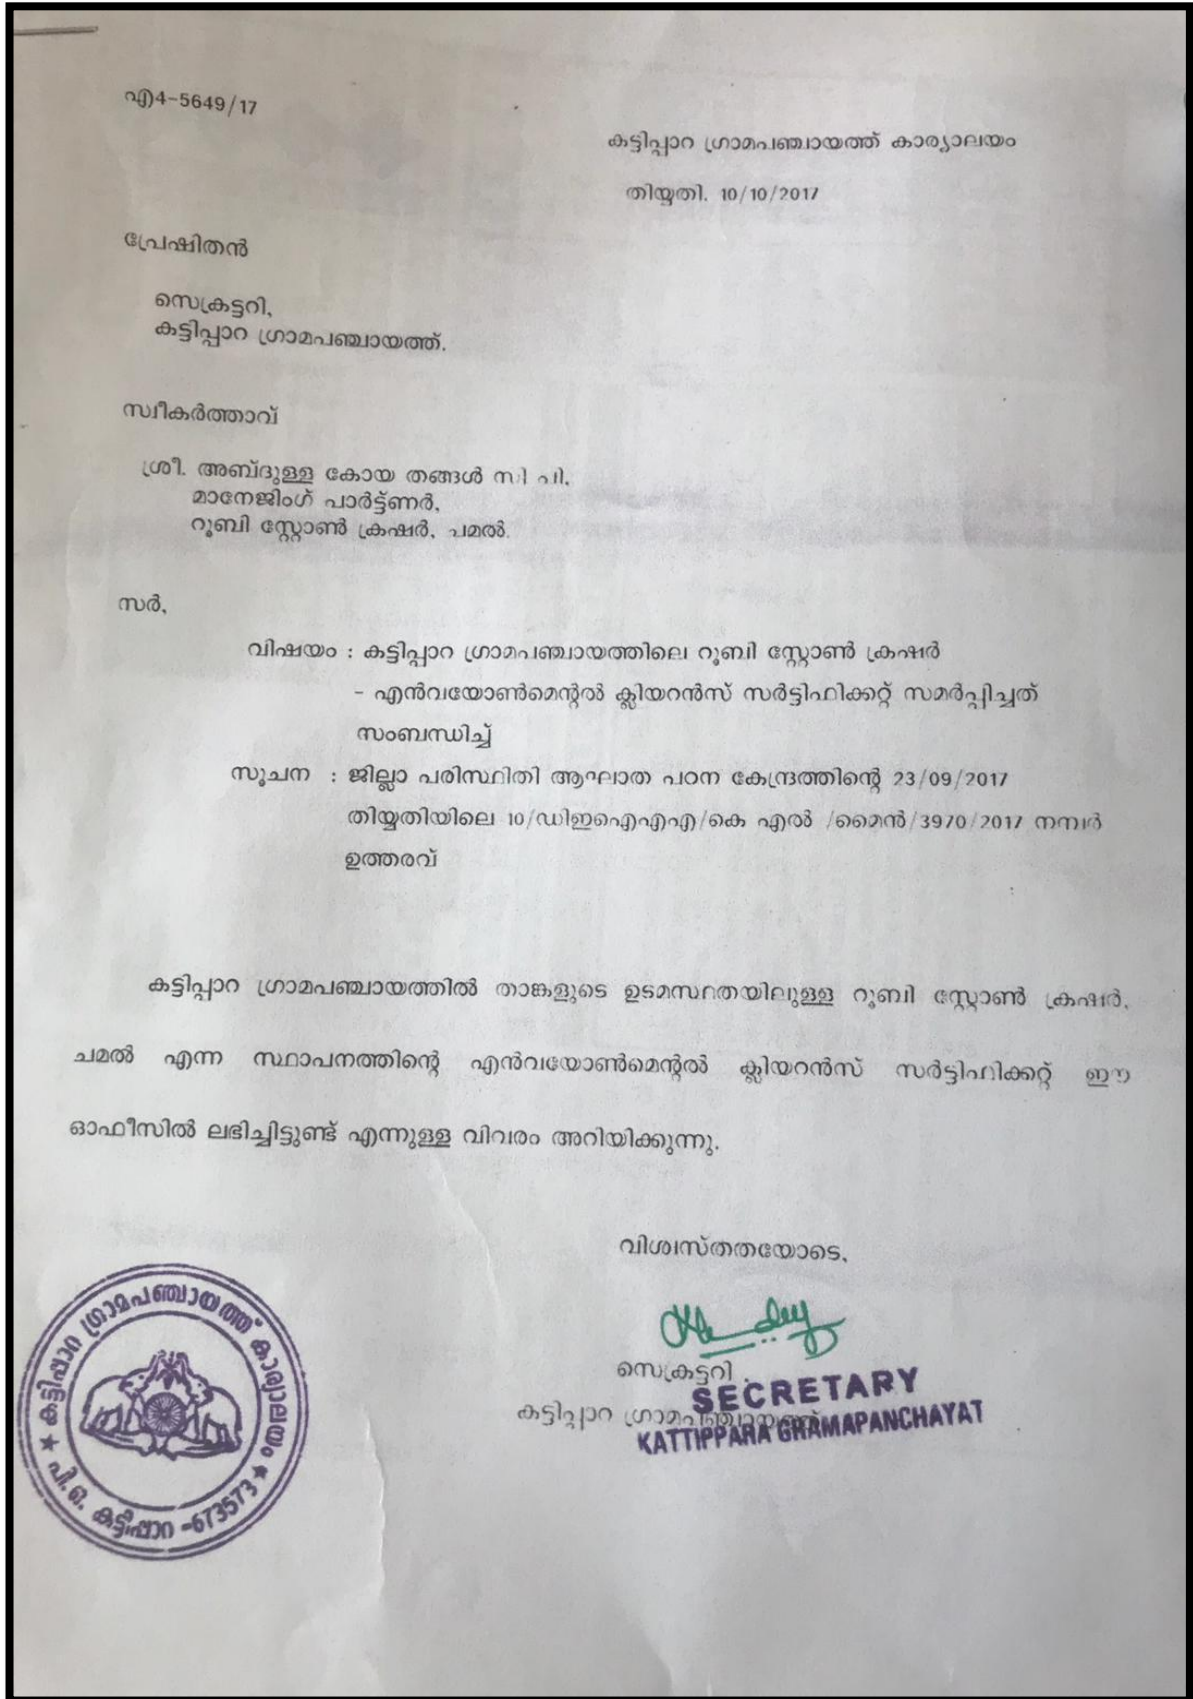 എ4-5649/17
കട്ടിപ്പാറ ഗ്രാമപഞ്ചായത്ത് കാര്യാലയം
തിയ്യതി. 10/10/2017
പ്രേഷിതൻ
സെക്രട്ടറി,
കട്ടിപ്പാറ ഗ്രാമപഞ്ചായത്ത്.
സ്വീകർത്താവ്
ശ്രീ. അബ്ദുള്ള കോയ തങ്ങൾ സി പി.
മാനേജിംഗ് പാർട്ട്ണർ,
റൂബി സ്റ്റോൺ ക്രഷർ, ചമൽ.
സർ,
വിഷയം : കട്ടിപ്പാറ ഗ്രാമപഞ്ചായത്തിലെ റൂബി സ്റ്റോൺ ക്രഷർ
- എൻവയോൺമെന്റൽ ക്ലിയറൻസ് സർട്ടിഫിക്കറ്റ് സമർപ്പിച്ചത്
സംബന്ധിച്ച്
സൂചന : ജില്ലാ പരിസ്ഥിതി ആഘാത പഠന കേന്ദ്രത്തിന്റെ 23/09/2017
തിയ്യതിയിലെ 10/ഡിഇഐഎഎ/കെ എൽ /മൈൻ/3970/2017 നമ്പർ
ഉത്തരവ്
കട്ടിപ്പാറ ഗ്രാമപഞ്ചായത്തിൽ താങ്കളുടെ ഉടമസ്ഥതയിലുള്ള റൂബി സ്റ്റോൺ ക്രഷർ,
ചമൽ എന്ന സ്ഥാപനത്തിന്റെ എൻവയോൺമെന്റൽ ക്ലിയറൻസ് സർട്ടിഫിക്കറ്റ് ഈ
ഓഫീസിൽ ലഭിച്ചിട്ടുണ്ട് എന്നുള്ള വിവരം അറിയിക്കുന്നു.
വിശ്വസ്തതയോടെ,
സെക്രട്ടറി
SECRETARY
കട്ടിപ്പാറ ഗ്രാമപഞ്ചായത്ത്
KATTIPPARA GRAMAPANCHAYAT
കട്ടിപ്പാറ ഗ്രാമപഞ്ചായത്ത് കാര്യാലയം
പി.ഒ. കട്ടിപ്പാറ -673573